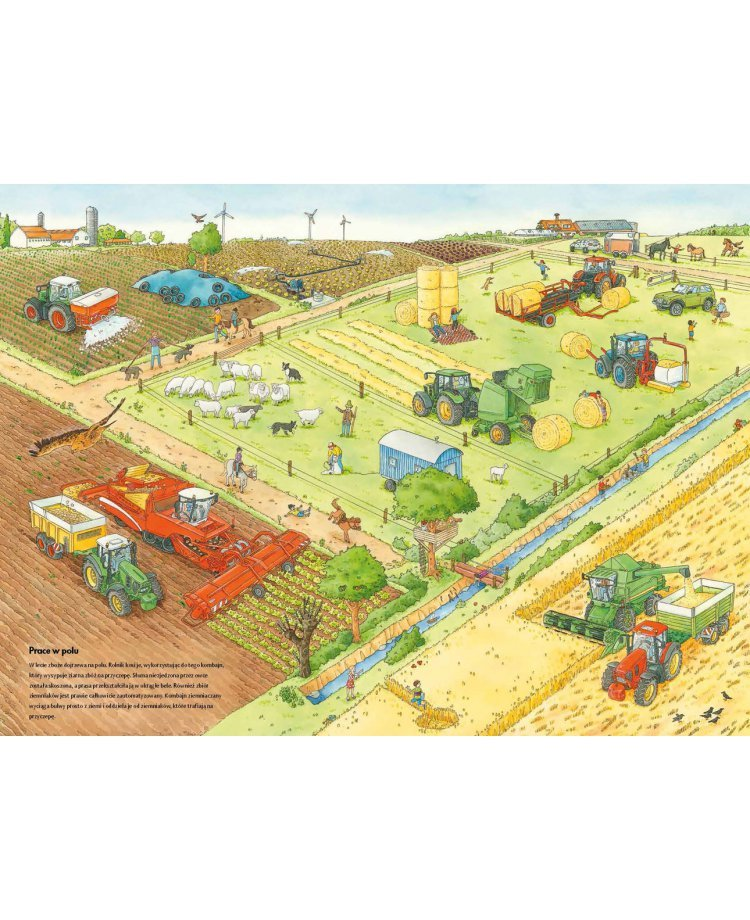 Prace w polu
W lecie zboże dojrzewa na polu. Rolnik kosi je, wykorzystując do tego kombajn,
który wysypuje ziarna zbóż na przyczepę. Słoma niezjedzona przez owce
została skoszona, a prasa przekształciła ją w okrągłe bele. Również zbiór
ziemniaków jest prawie całkowicie zautomatyzowany. Kombajn ziemniaczany
wyciąga bulwy prosto z ziemi i oddziela je od ziemniaków, które trafiają na
przyczepę.